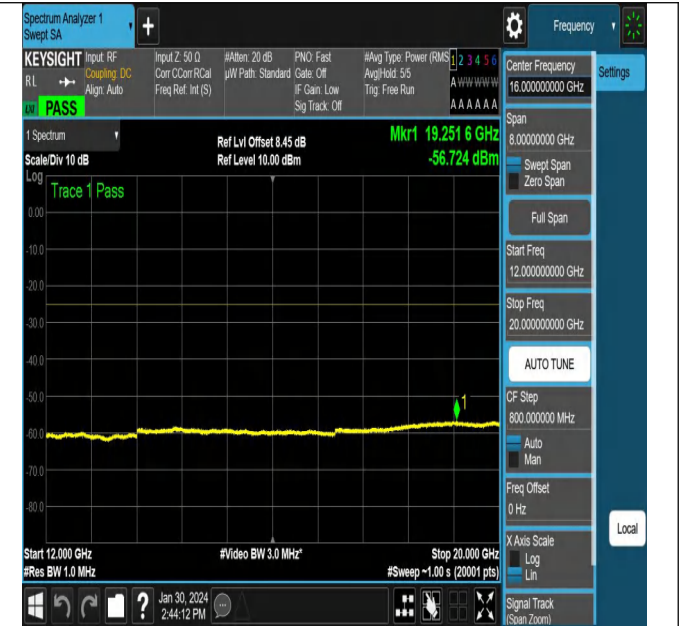 Spectrum Analyzer 1
Swept SA
+
Frequency
KEYSIGHT
RL
Input: RF
Coupling: DC
Align: Auto
Input Z: 50 Ω
Corr CCorr RCal
Freq Ref: Int (S)
#Atten: 20 dB
µW Path: Standard
PNO: Fast
Gate: Off
IF Gain: Low
Sig Track: Off
#Avg Type: Power (RMS
Avg|Hold: 5/5
Trig: Free Run
1 2 3 4 5 6
A W W W W W
A A A A A A
PASS
1 Spectrum
Scale/Div 10 dB
Ref Lvl Offset 8.45 dB
Ref Level 10.00 dBm
Mkr1 19.251 6 GHz
-56.724 dBm
Log
Trace 1 Pass
0.00
-10.0
-20.0
-30.0
-40.0
-50.0
-60.0
-70.0
-80.0
1
Start 12.000 GHz
#Res BW 1.0 MHz
#Video BW 3.0 MHz*
Stop 20.000 GHz
#Sweep ~1.00 s (20001 pts)
?
Jan 30, 2024
2:44:12 PM
Center Frequency
16.000000000 GHz
Settings
Span
8.00000000 GHz
Swept Span
Zero Span
Full Span
Start Freq
12.000000000 GHz
Stop Freq
20.000000000 GHz
AUTO TUNE
CF Step
800.000000 MHz
Auto
Man
Freq Offset
0 Hz
X Axis Scale
Log
Lin
Local
Signal Track
(Span Zoom)